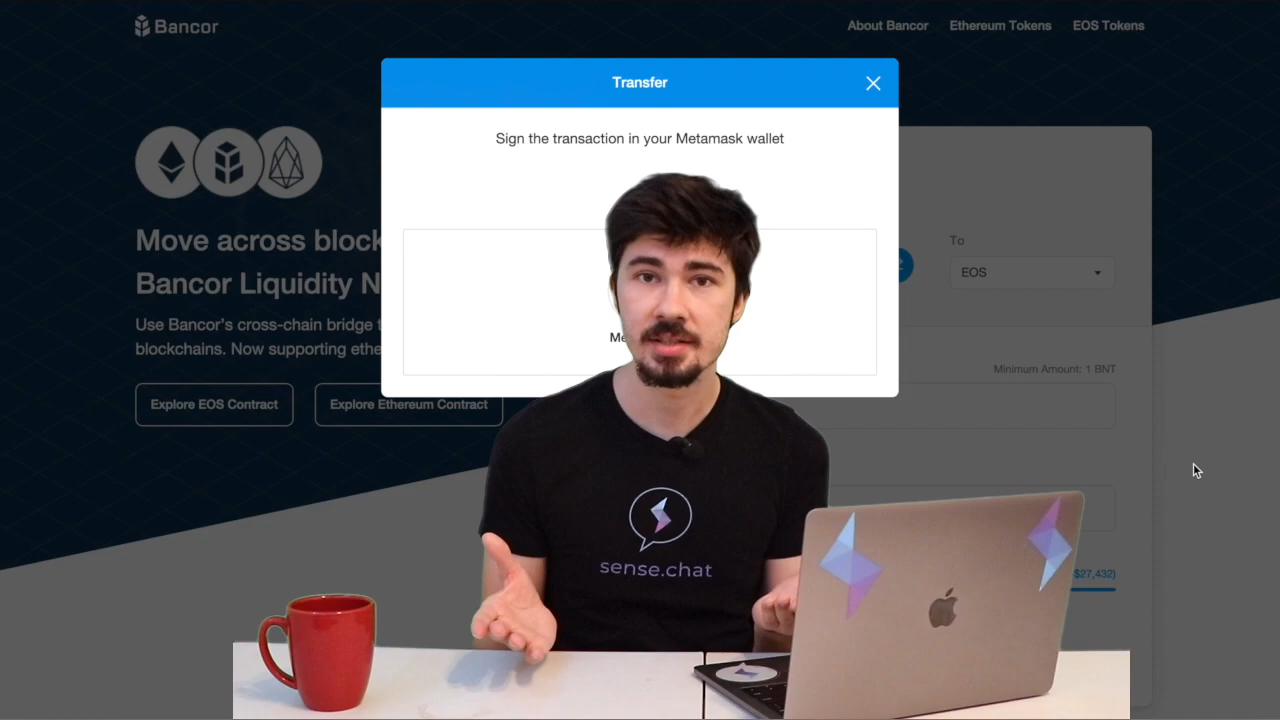 Bancor
About Bancor
Ethereum Tokens
EOS Tokens
Transfer
Sign the transaction in your Metamask wallet
Move across block
Bancor Liquidity N
Use Bancor's cross-chain bridge t
blockchains. Now supporting ethe
Explore EOS Contract
Explore Ethereum Contract
Me
To
EOS
Minimum Amount: 1 BNT
$27,432)
sense.chat